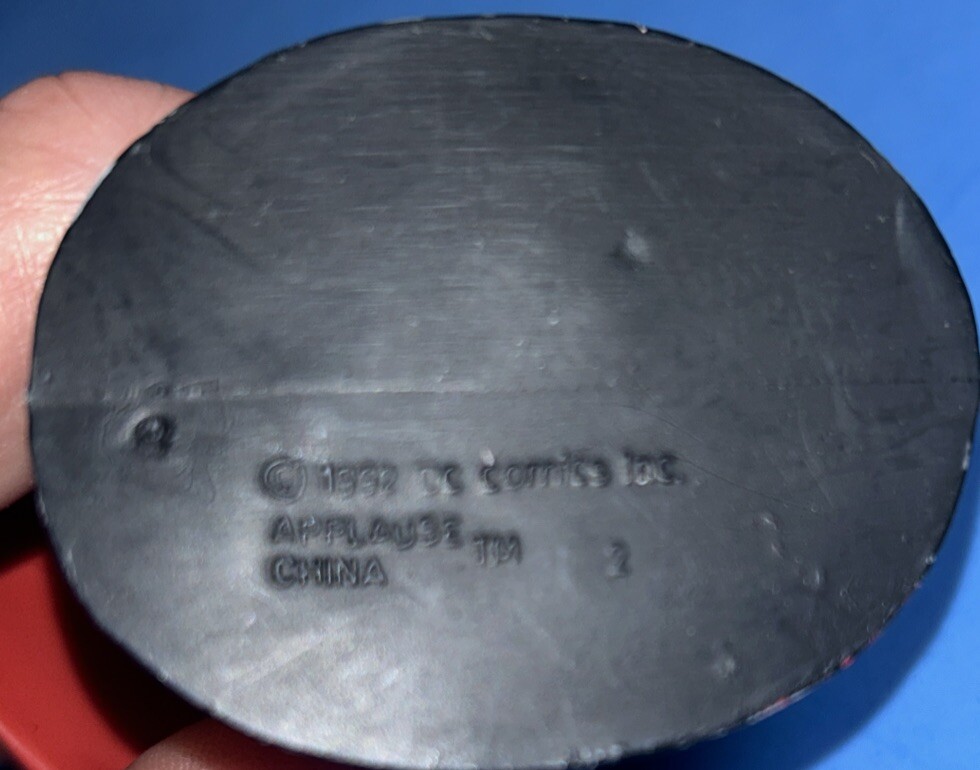 © 1992 DC Comics Inc.
APPLAUSE TM 2
CHINA